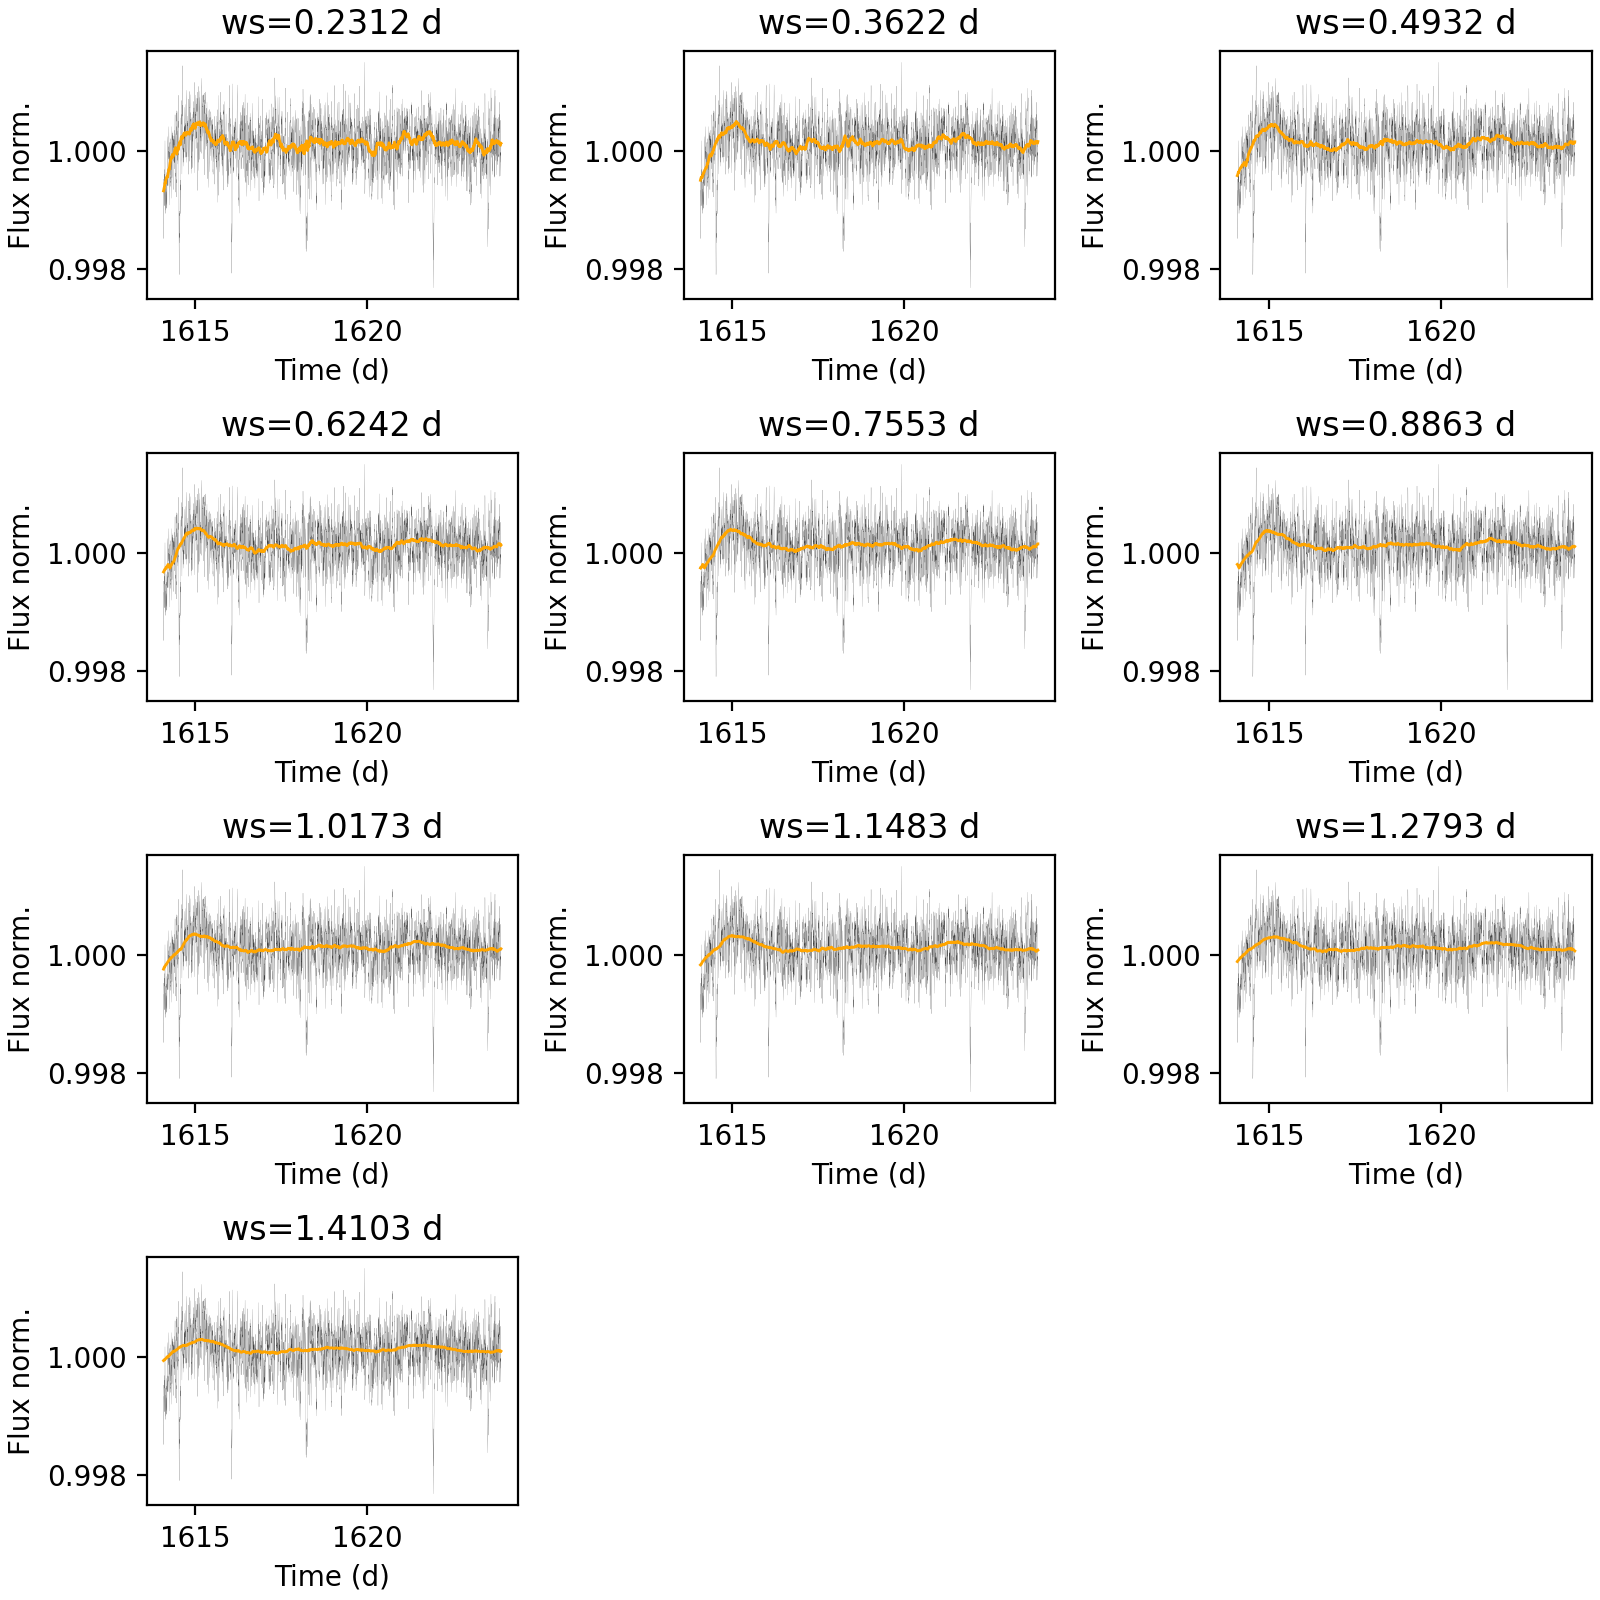 ws=0.2312 d
Flux norm.
1.000
0.998
1615 1620
Time (d)
ws=0.3622 d
Flux norm.
1.000
0.998
1615 1620
Time (d)
ws=0.4932 d
Flux norm.
1.000
0.998
1615 1620
Time (d)
ws=0.6242 d
Flux norm.
1.000
0.998
1615 1620
Time (d)
ws=0.7553 d
Flux norm.
1.000
0.998
1615 1620
Time (d)
ws=0.8863 d
Flux norm.
1.000
0.998
1615 1620
Time (d)
ws=1.0173 d
Flux norm.
1.000
0.998
1615 1620
Time (d)
ws=1.1483 d
Flux norm.
1.000
0.998
1615 1620
Time (d)
ws=1.2793 d
Flux norm.
1.000
0.998
1615 1620
Time (d)
ws=1.4103 d
Flux norm.
1.000
0.998
1615 1620
Time (d)